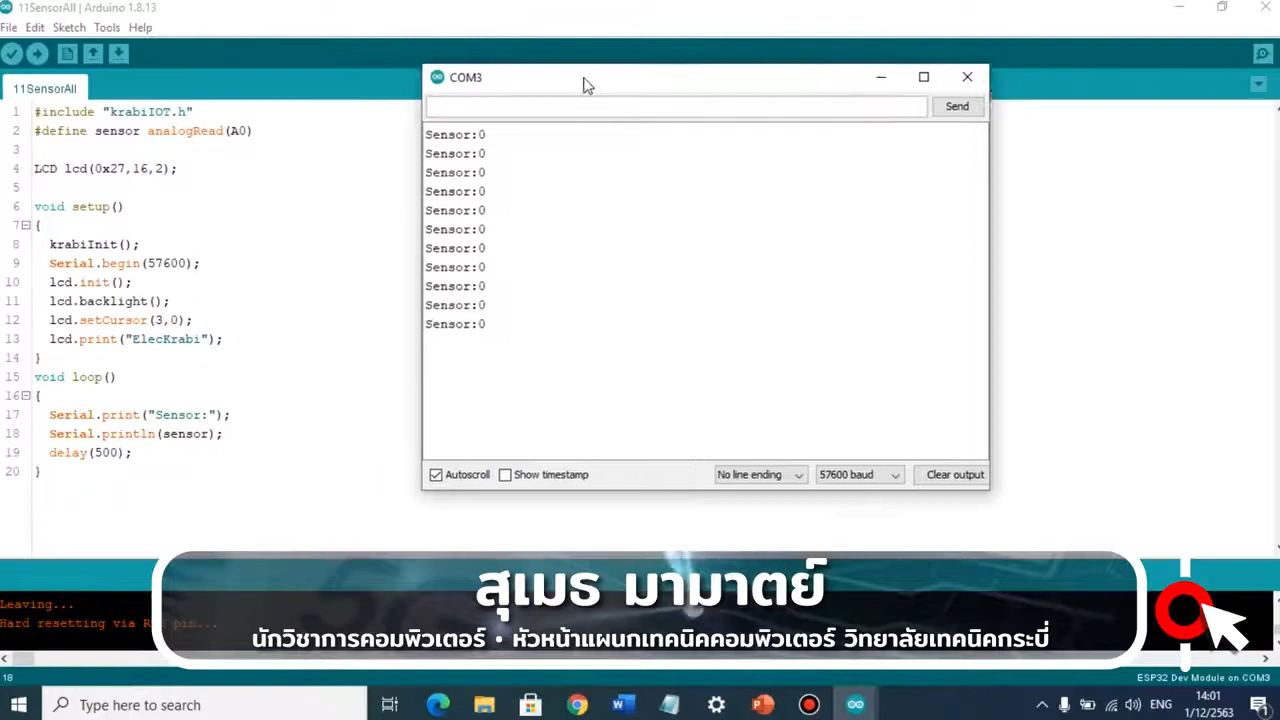 11SensorAll | Arduino 1.8.13
File Edit Sketch Tools Help
11SensorAll
1 #include "krabiIOT.h"
2 #define sensor analogRead(A0)
3
4 LCD lcd(0x27,16,2);
5
6 void setup()
7 {
8 krabiInit();
9 Serial.begin(57600);
10 lcd.init();
11 lcd.backlight();
12 lcd.setCursor(3,0);
13 lcd.print("ElecKrabi");
14 }
15 void loop()
16 {
17 Serial.print("Sensor:");
18 Serial.println(sensor);
19 delay(500);
20 }
COM3
Send
Sensor:0
Sensor:0
Sensor:0
Sensor:0
Sensor:0
Sensor:0
Sensor:0
Sensor:0
Sensor:0
Sensor:0
Sensor:0
Autoscroll Show timestamp No line ending 57600 baud Clear output
สุเมธ มามาตย์
นักวิชาการคอมพิวเตอร์ • หัวหน้าแผนกเทคนิคคอมพิวเตอร์ วิทยาลัยเทคนิคกระบี่
Leaving...
Hard resetting via pin...
18 ESP32 Dev Module on COM3
Type here to search
ENG
14:01
1/12/2563